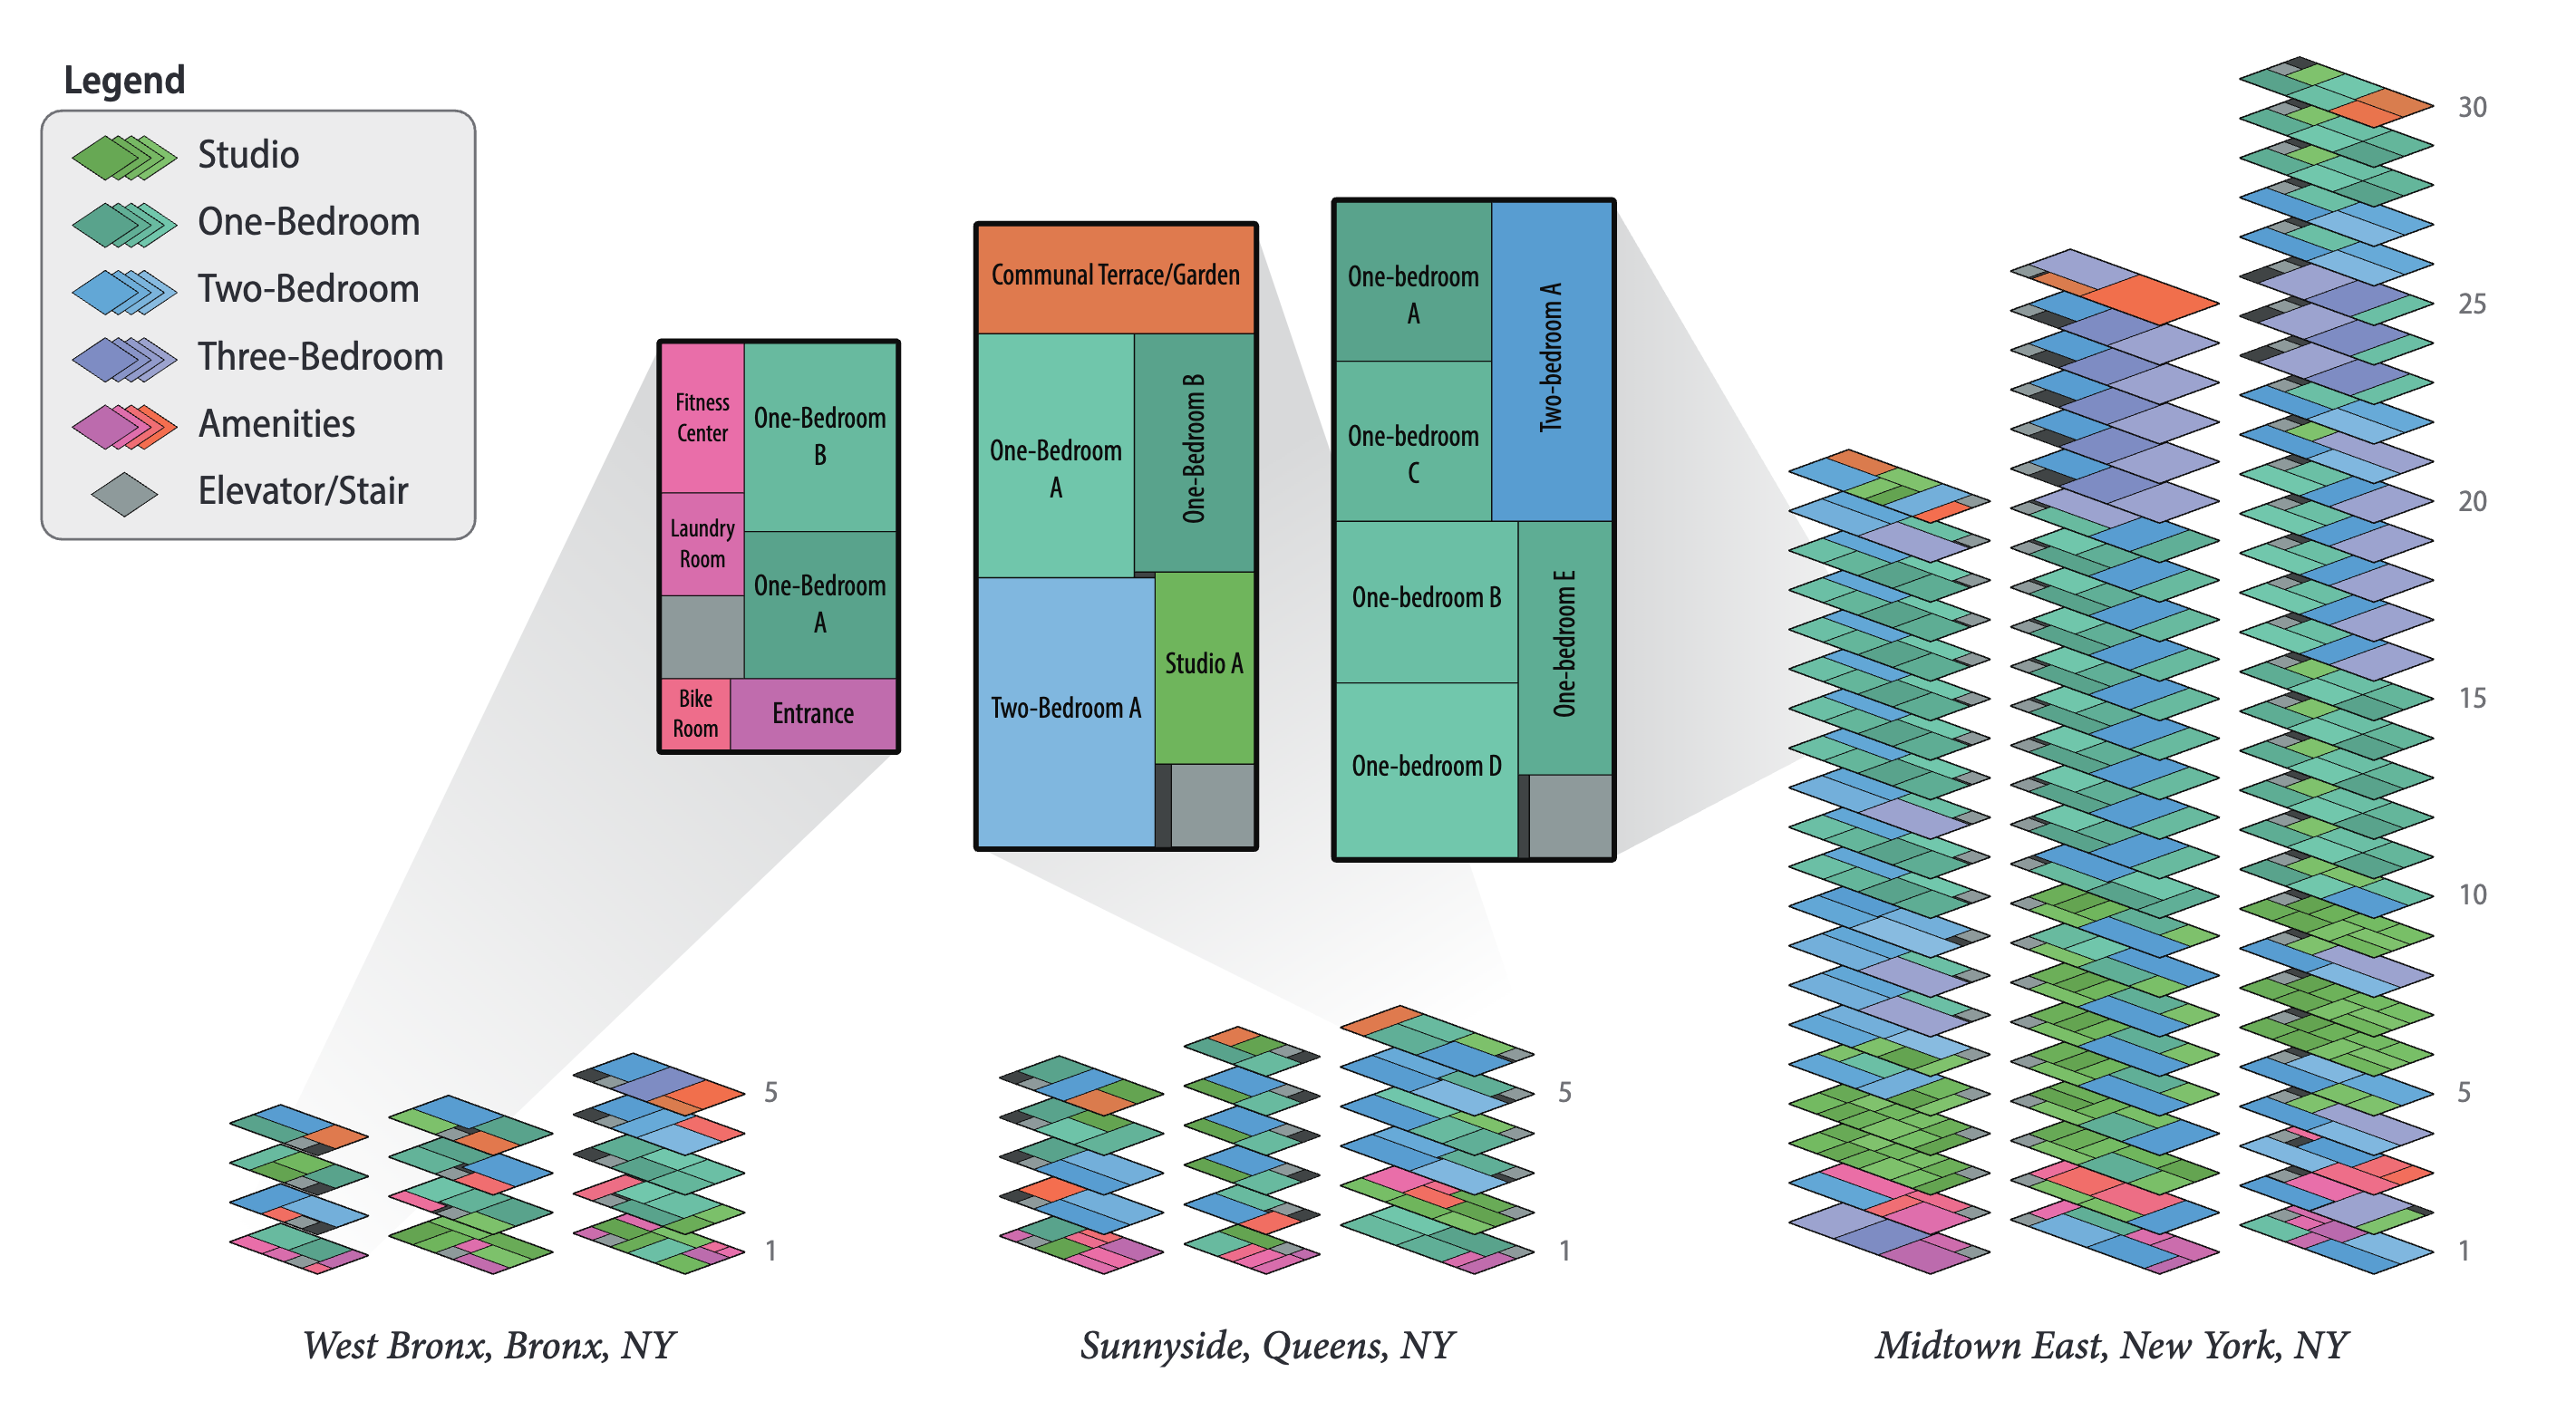 Legend
Studio
One-Bedroom
Two-Bedroom
Three-Bedroom
Amenities
Elevator/Stair
Fitness
Center
One-Bedroom
B
Laundry
Room
One-Bedroom
A
Bike
Room
Entrance
Communal Terrace/Garden
One-Bedroom
A
One-Bedroom B
Two-Bedroom A
Studio A
One-bedroom
A
Two-bedroom A
One-bedroom
C
One-bedroom B
One-bedroom E
One-bedroom D
30
25
20
15
10
5
1
5
1
5
1
West Bronx, Bronx, NY
Sunnyside, Queens, NY
Midtown East, New York, NY